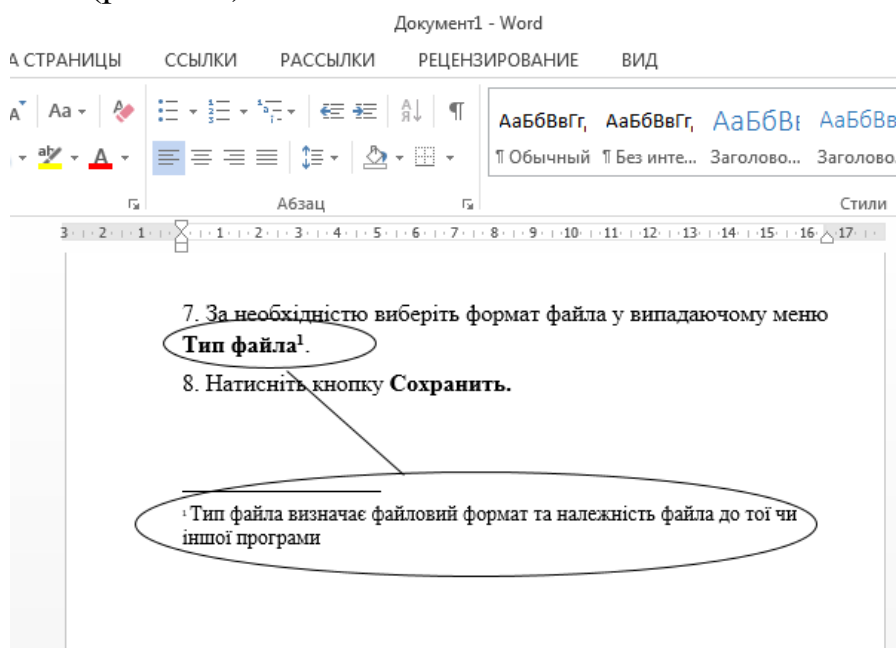 Документ1 - Word
А СТРАНИЦЫ ССЫЛКИ РАССЫЛКИ РЕЦЕНЗИРОВАНИЕ ВИД
Аа
АаБбВвГг, АаБбВвГг, АаБбВг АаБбВв
¶ Обычный ¶ Без инте... Заголово... Заголово.
Абзац Стили
3 2 1 1 2 3 4 5 6 7 8 9 10 11 12 13 14 15 16 17
7. За необхідністю виберіть формат файла у випадаючому меню
Тип файла¹.
8. Натисніть кнопку Сохранить.
¹ Тип файла визначає файловий формат та належність файла до тої чи
іншої програми